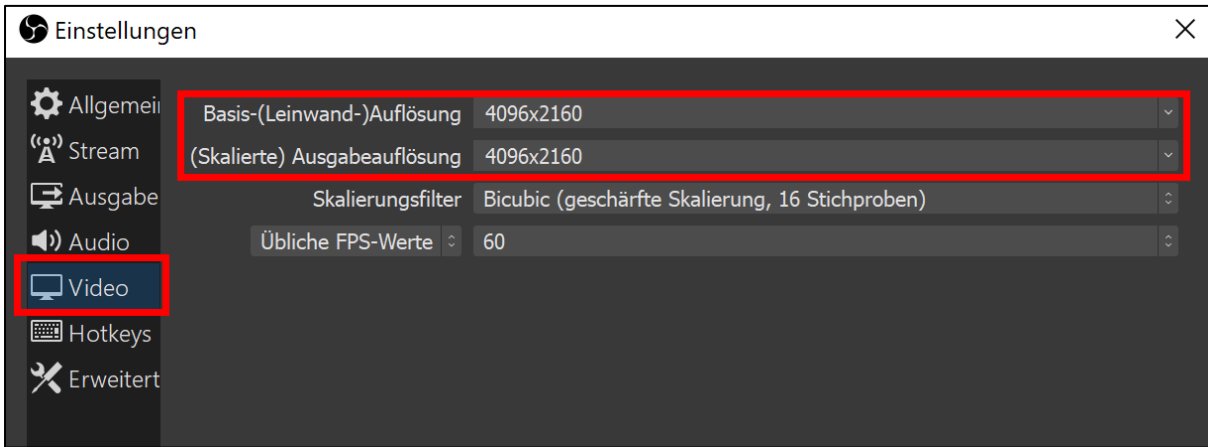 Einstellungen
Allgemein
Basis-(Leinwand-)Auflösung 4096x2160
Stream
(Skalierte) Ausgabeauflösung 4096x2160
Ausgabe
Skalierungsfilter Bicubic (geschärfte Skalierung, 16 Stichproben)
Audio
Übliche FPS-Werte 60
Video
Hotkeys
Erweitert